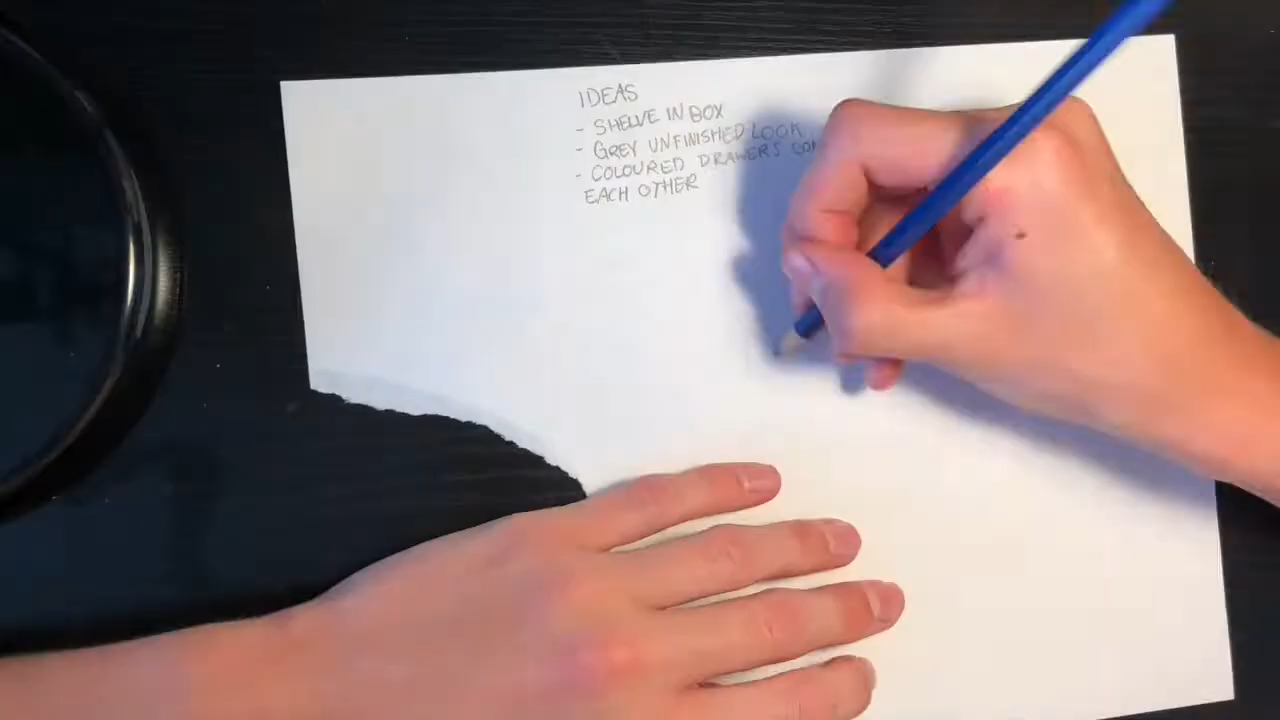 IDEAS
- SHELVE IN BOX
- GREY UNFINISHED LOOK
- COLOURED DRAWERS
EACH OTHER